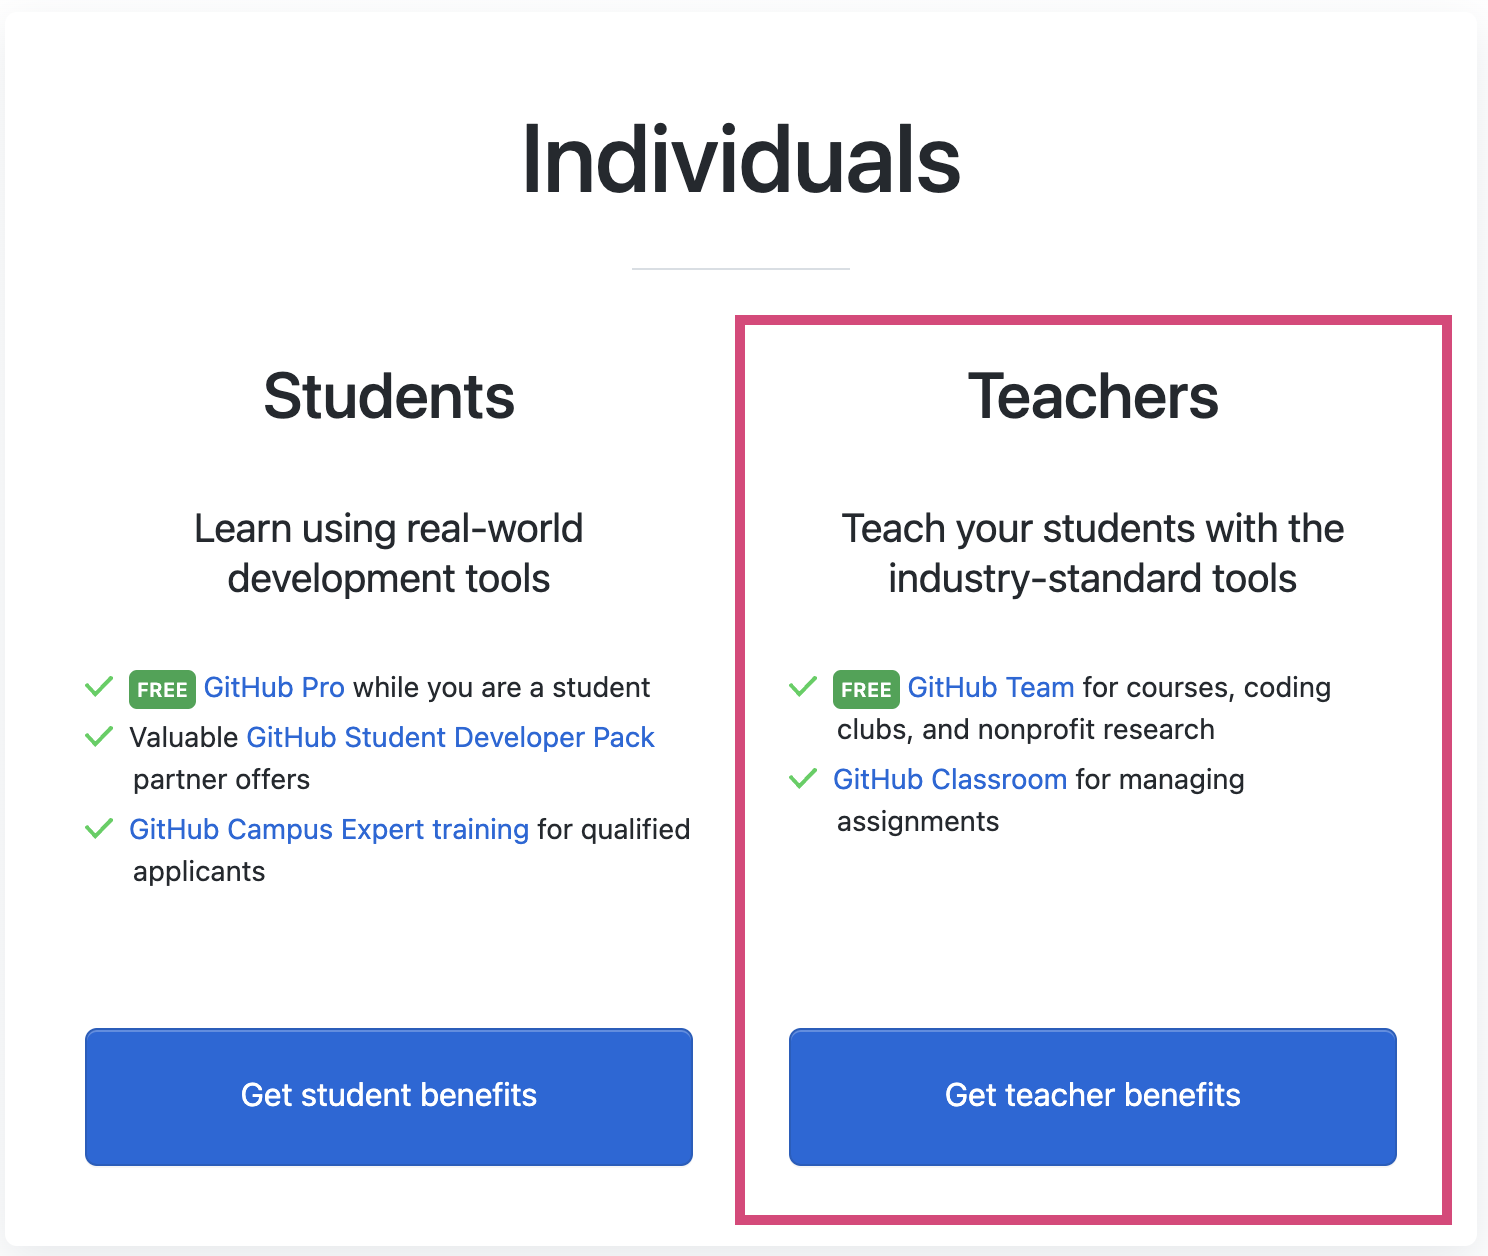 Individuals
Students
Learn using real-world
development tools
FREE GitHub Pro while you are a student
Valuable GitHub Student Developer Pack
partner offers
GitHub Campus Expert training for qualified
applicants
Get student benefits
Teachers
Teach your students with the
industry-standard tools
FREE GitHub Team for courses, coding
clubs, and nonprofit research
GitHub Classroom for managing
assignments
Get teacher benefits